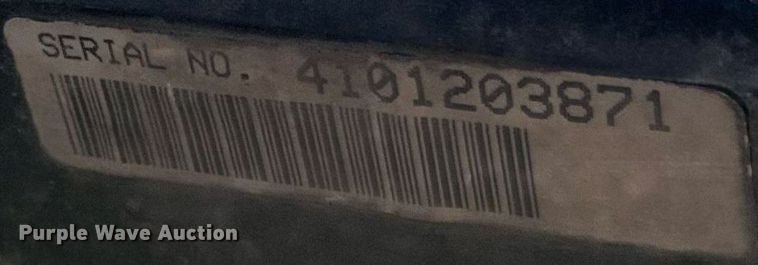 SERIAL NO. 4101203871
Purple Wave Auction